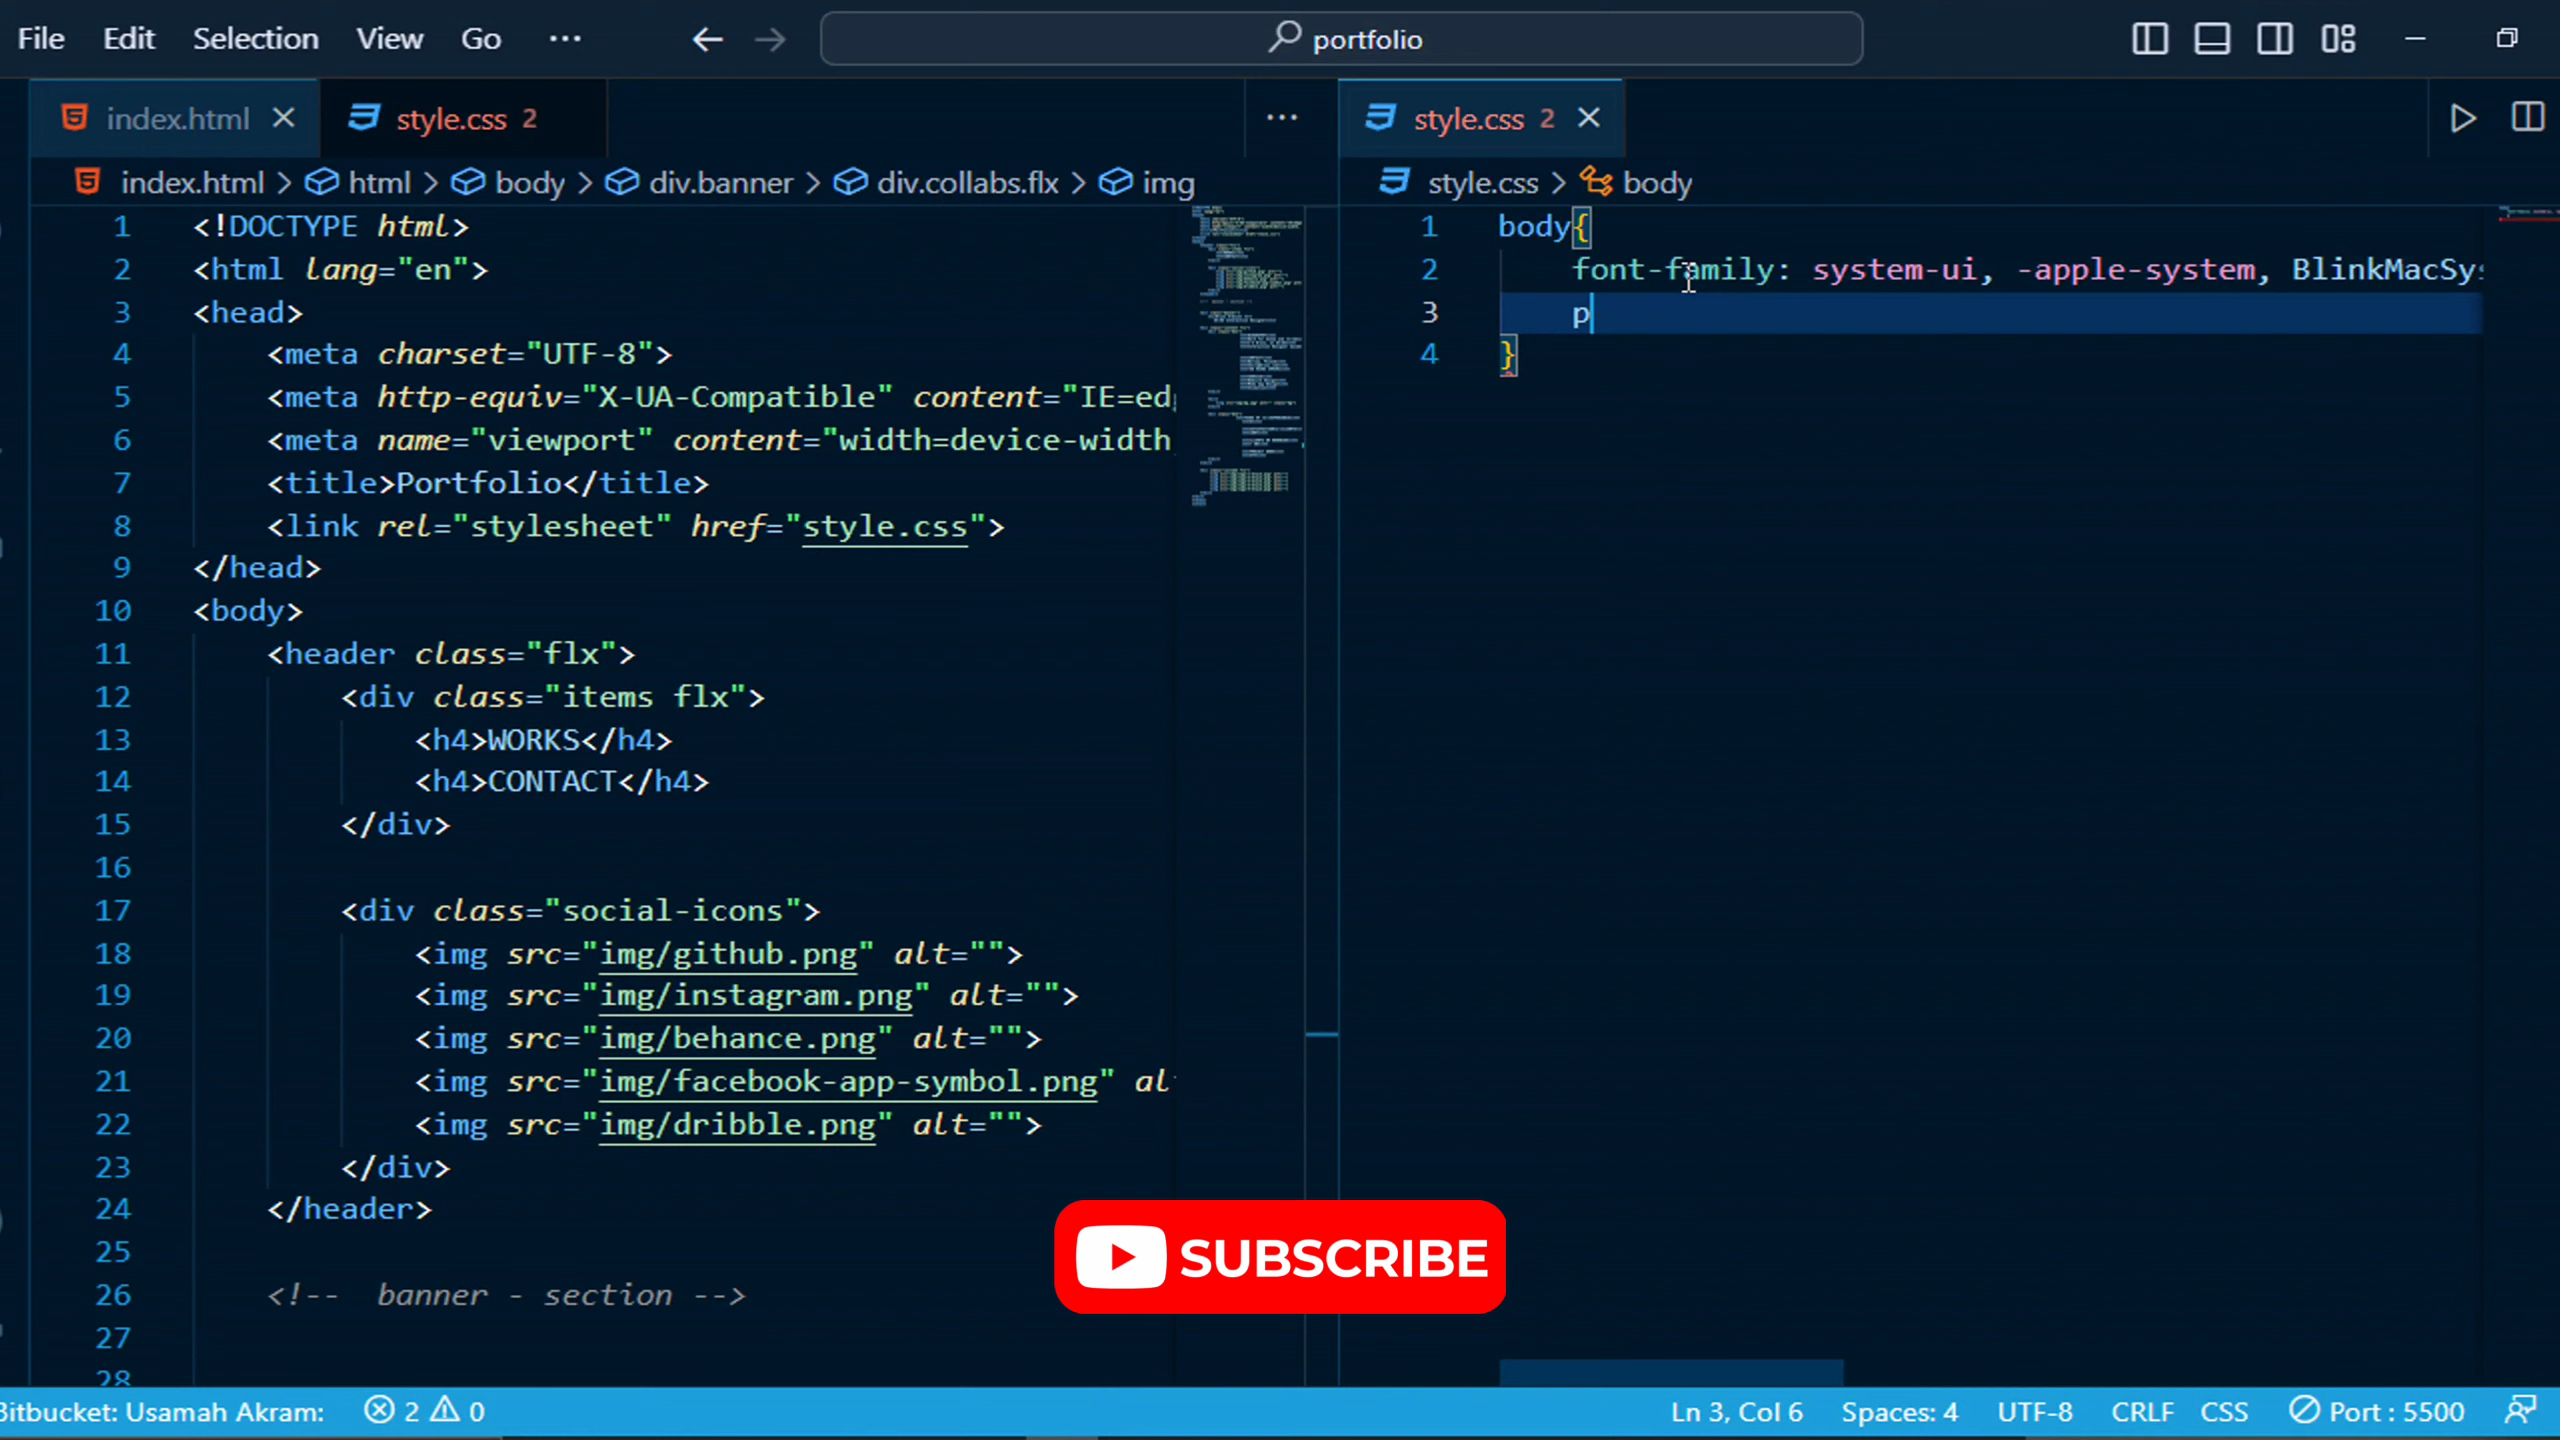 File Edit Selection View Go ··· portfolio
index.html style.css 2 ··· style.css 2
index.html > html > body > div.banner > div.collabs.flx > img
style.css > body
1 <!DOCTYPE html>
2 <html lang="en">
3 <head>
4 <meta charset="UTF-8">
5 <meta http-equiv="X-UA-Compatible" content="IE=ed
6 <meta name="viewport" content="width=device-width
7 <title>Portfolio</title>
8 <link rel="stylesheet" href="style.css">
9 </head>
10 <body>
11 <header class="flx">
12 <div class="items flx">
13 <h4>WORKS</h4>
14 <h4>CONTACT</h4>
15 </div>
16
17 <div class="social-icons">
18 <img src="img/github.png" alt="">
19 <img src="img/instagram.png" alt="">
20 <img src="img/behance.png" alt="">
21 <img src="img/facebook-app-symbol.png" al
22 <img src="img/dribble.png" alt="">
23 </div>
24 </header>
25
26 <!-- banner - section -->
27
28
1 body{
2 font-family: system-ui, -apple-system, BlinkMacSys
3 p
4 }
SUBSCRIBE
Bitbucket: Usamah Akram: 2 0 Ln 3, Col 6 Spaces: 4 UTF-8 CRLF CSS Port : 5500